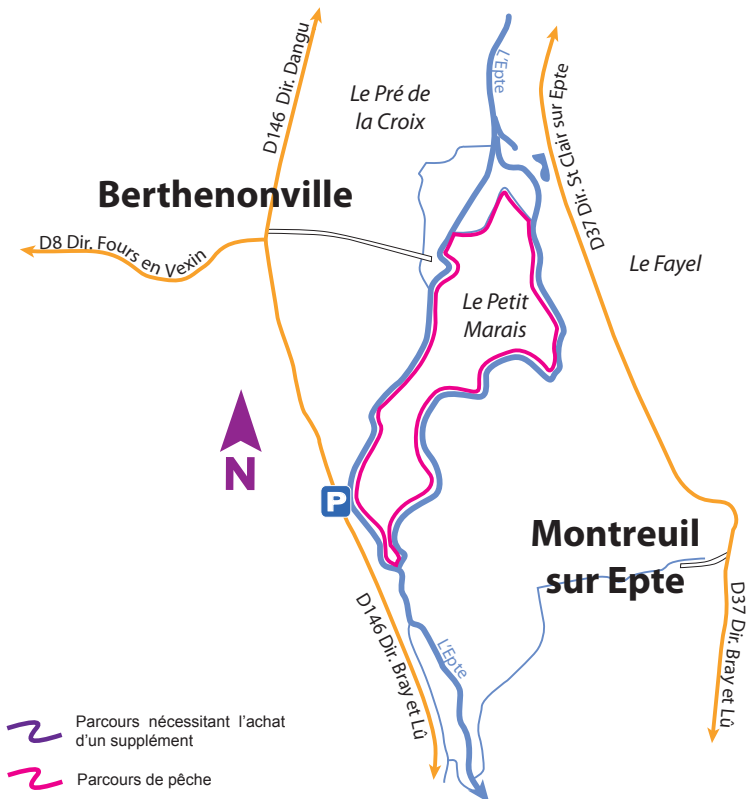 D146 Dir. Dangu
L'Epte
Le Pré de
la Croix
D37 Dir. St Clair sur Epte
Berthenonville
D8 Dir. Fours en Vexin
Le Fayel
Le Petit
Marais
N
P
Montreuil
sur Epte
D146 Dir. Bray et Lû
L'Epte
D37 Dir. Bray et Lû
Parcours nécessitant l'achat
d'un supplément
Parcours de pêche